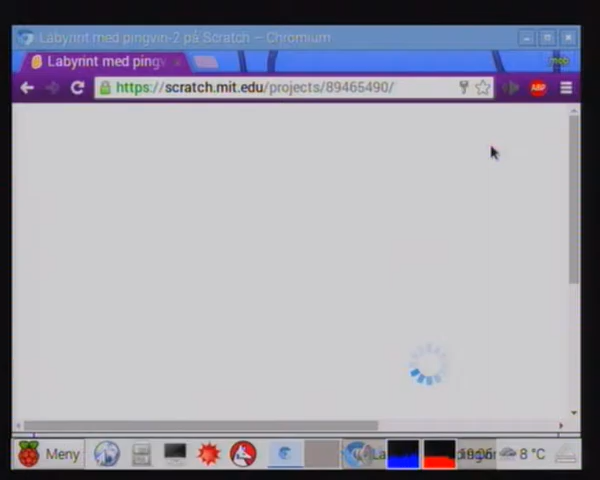 Labyrint med pingvin-2 på Scratch – Chromium
Labyrint med pingv
mop
https://scratch.mit.edu/projects/89465490/
ABP
Meny
8 °C